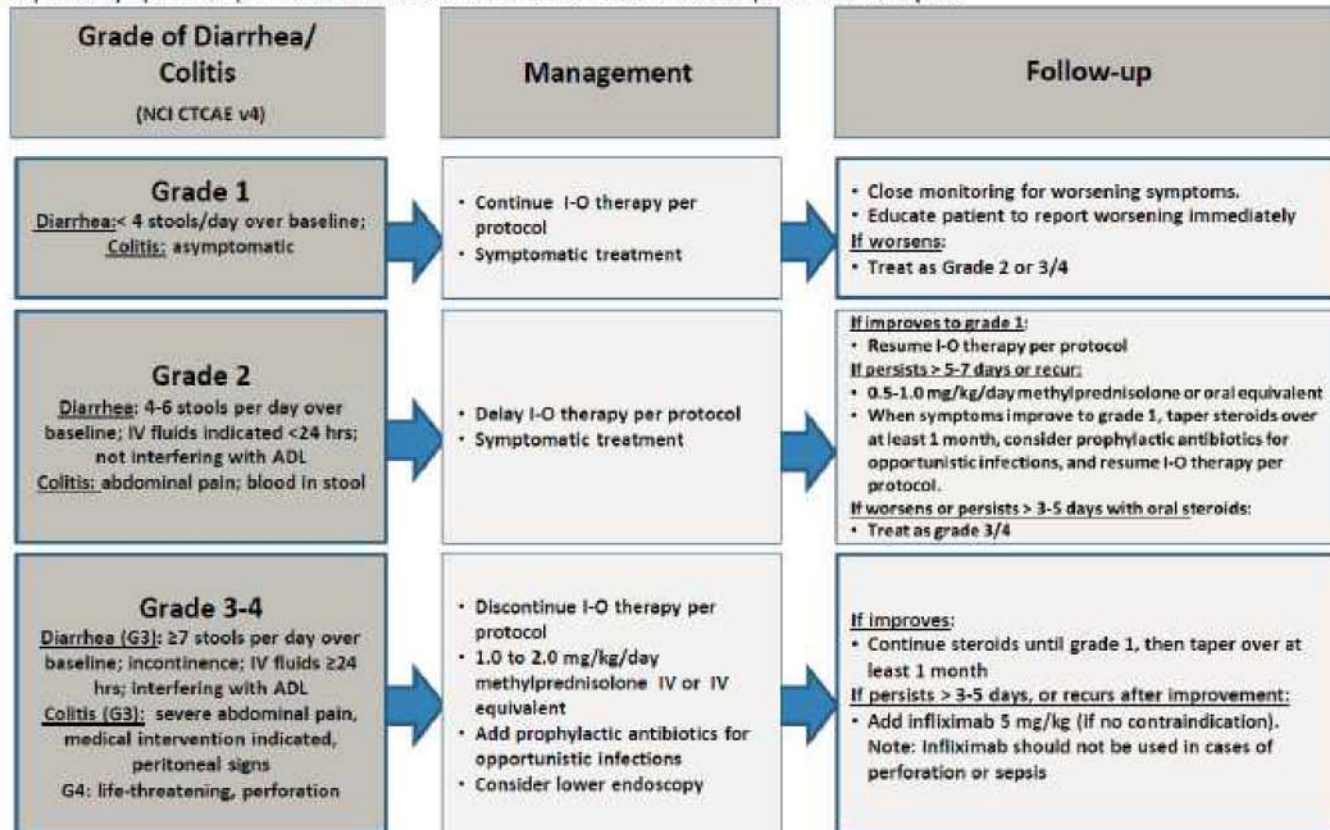 Grade of Diarrhea/
Colitis
(NCI CTCAE v4)
Management
Follow-up
Grade 1
Diarrhea:< 4 stools/day over baseline;
Colitis: asymptomatic
• Continue I-O therapy per
protocol
• Symptomatic treatment
• Close monitoring for worsening symptoms.
• Educate patient to report worsening immediately
If worsens:
• Treat as Grade 2 or 3/4
Grade 2
Diarrhea: 4-6 stools per day over
baseline; IV fluids indicated <24 hrs;
not interfering with ADL
Colitis: abdominal pain; blood in stool
• Delay I-O therapy per protocol
• Symptomatic treatment
If improves to grade 1:
• Resume I-O therapy per protocol
If persists > 5-7 days or recur:
• 0.5-1.0 mg/kg/day methylprednisolone or oral equivalent
• When symptoms improve to grade 1, taper steroids over
at least 1 month, consider prophylactic antibiotics for
opportunistic infections, and resume I-O therapy per
protocol.
If worsens or persists > 3-5 days with oral steroids:
• Treat as grade 3/4
Grade 3-4
Diarrhea (G3): ≥7 stools per day over
baseline; incontinence; IV fluids ≥24
hrs; interfering with ADL
Colitis (G3): severe abdominal pain,
medical intervention indicated,
peritoneal signs
G4: life-threatening, perforation
• Discontinue I-O therapy per
protocol
• 1.0 to 2.0 mg/kg/day
methylprednisolone IV or IV
equivalent
• Add prophylactic antibiotics for
opportunistic infections
• Consider lower endoscopy
If improves:
• Continue steroids until grade 1, then taper over at
least 1 month
If persists > 3-5 days, or recurs after improvement:
• Add infliximab 5 mg/kg (if no contraindication).
Note: Infliximab should not be used in cases of
perforation or sepsis